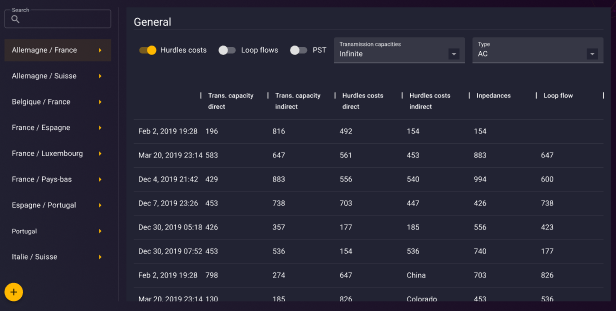 Search
General
Hurdles costs
Loop flows
PST
Transmission capacities
Infinite
Type
AC
Allemagne / France
Allemagne / Suisse
Belgique / France
France / Espagne
France / Luxembourg
France / Pays-bas
Espagne / Portugal
Portugal
Italie / Suisse
+
Trans. capacity direct Trans. capacity indirect Hurdles costs direct Hurdles costs indirect Inpedances Loop flow
Feb 2, 2019 19:28 196 816 492 154 154
Mar 20, 2019 23:14 583 647 561 453 883 647
Dec 4, 2019 21:42 429 883 556 540 994 600
Dec 7, 2019 23:26 453 738 703 447 426 738
Dec 30, 2019 05:18 426 357 177 185 556 423
Dec 30, 2019 07:52 453 536 154 536 740 177
Feb 2, 2019 19:28 798 274 647 China 703 826
Mar 20, 2019 23:14 130 185 826 Colorado 453 536